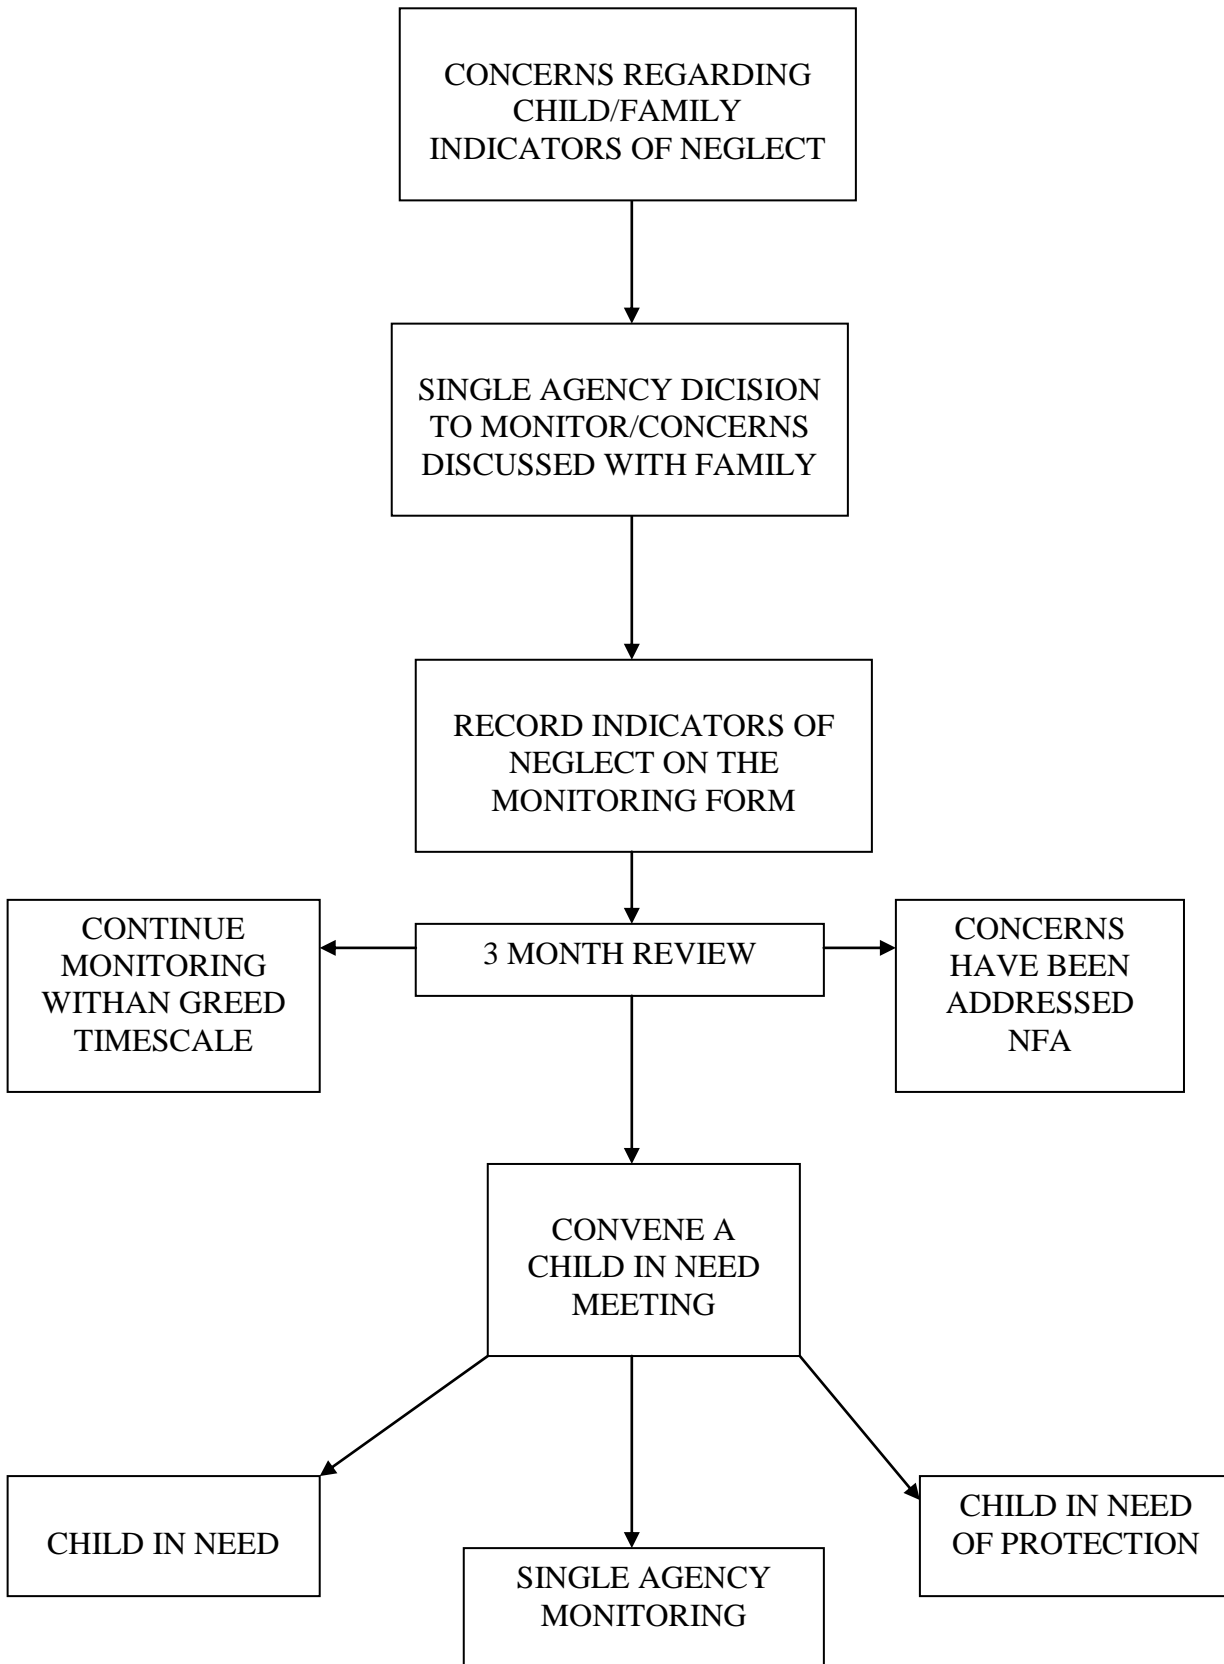 CONCERNS REGARDING
CHILD/FAMILY
INDICATORS OF NEGLECT
SINGLE AGENCY DICISION
TO MONITOR/CONCERNS
DISCUSSED WITH FAMILY
RECORD INDICATORS OF
NEGLECT ON THE
MONITORING FORM
CONTINUE
MONITORING
WITHAN GREED
TIMESCALE
3 MONTH REVIEW
CONCERNS
HAVE BEEN
ADDRESSED
NFA
CONVENE A
CHILD IN NEED
MEETING
CHILD IN NEED
SINGLE AGENCY
MONITORING
CHILD IN NEED
OF PROTECTION